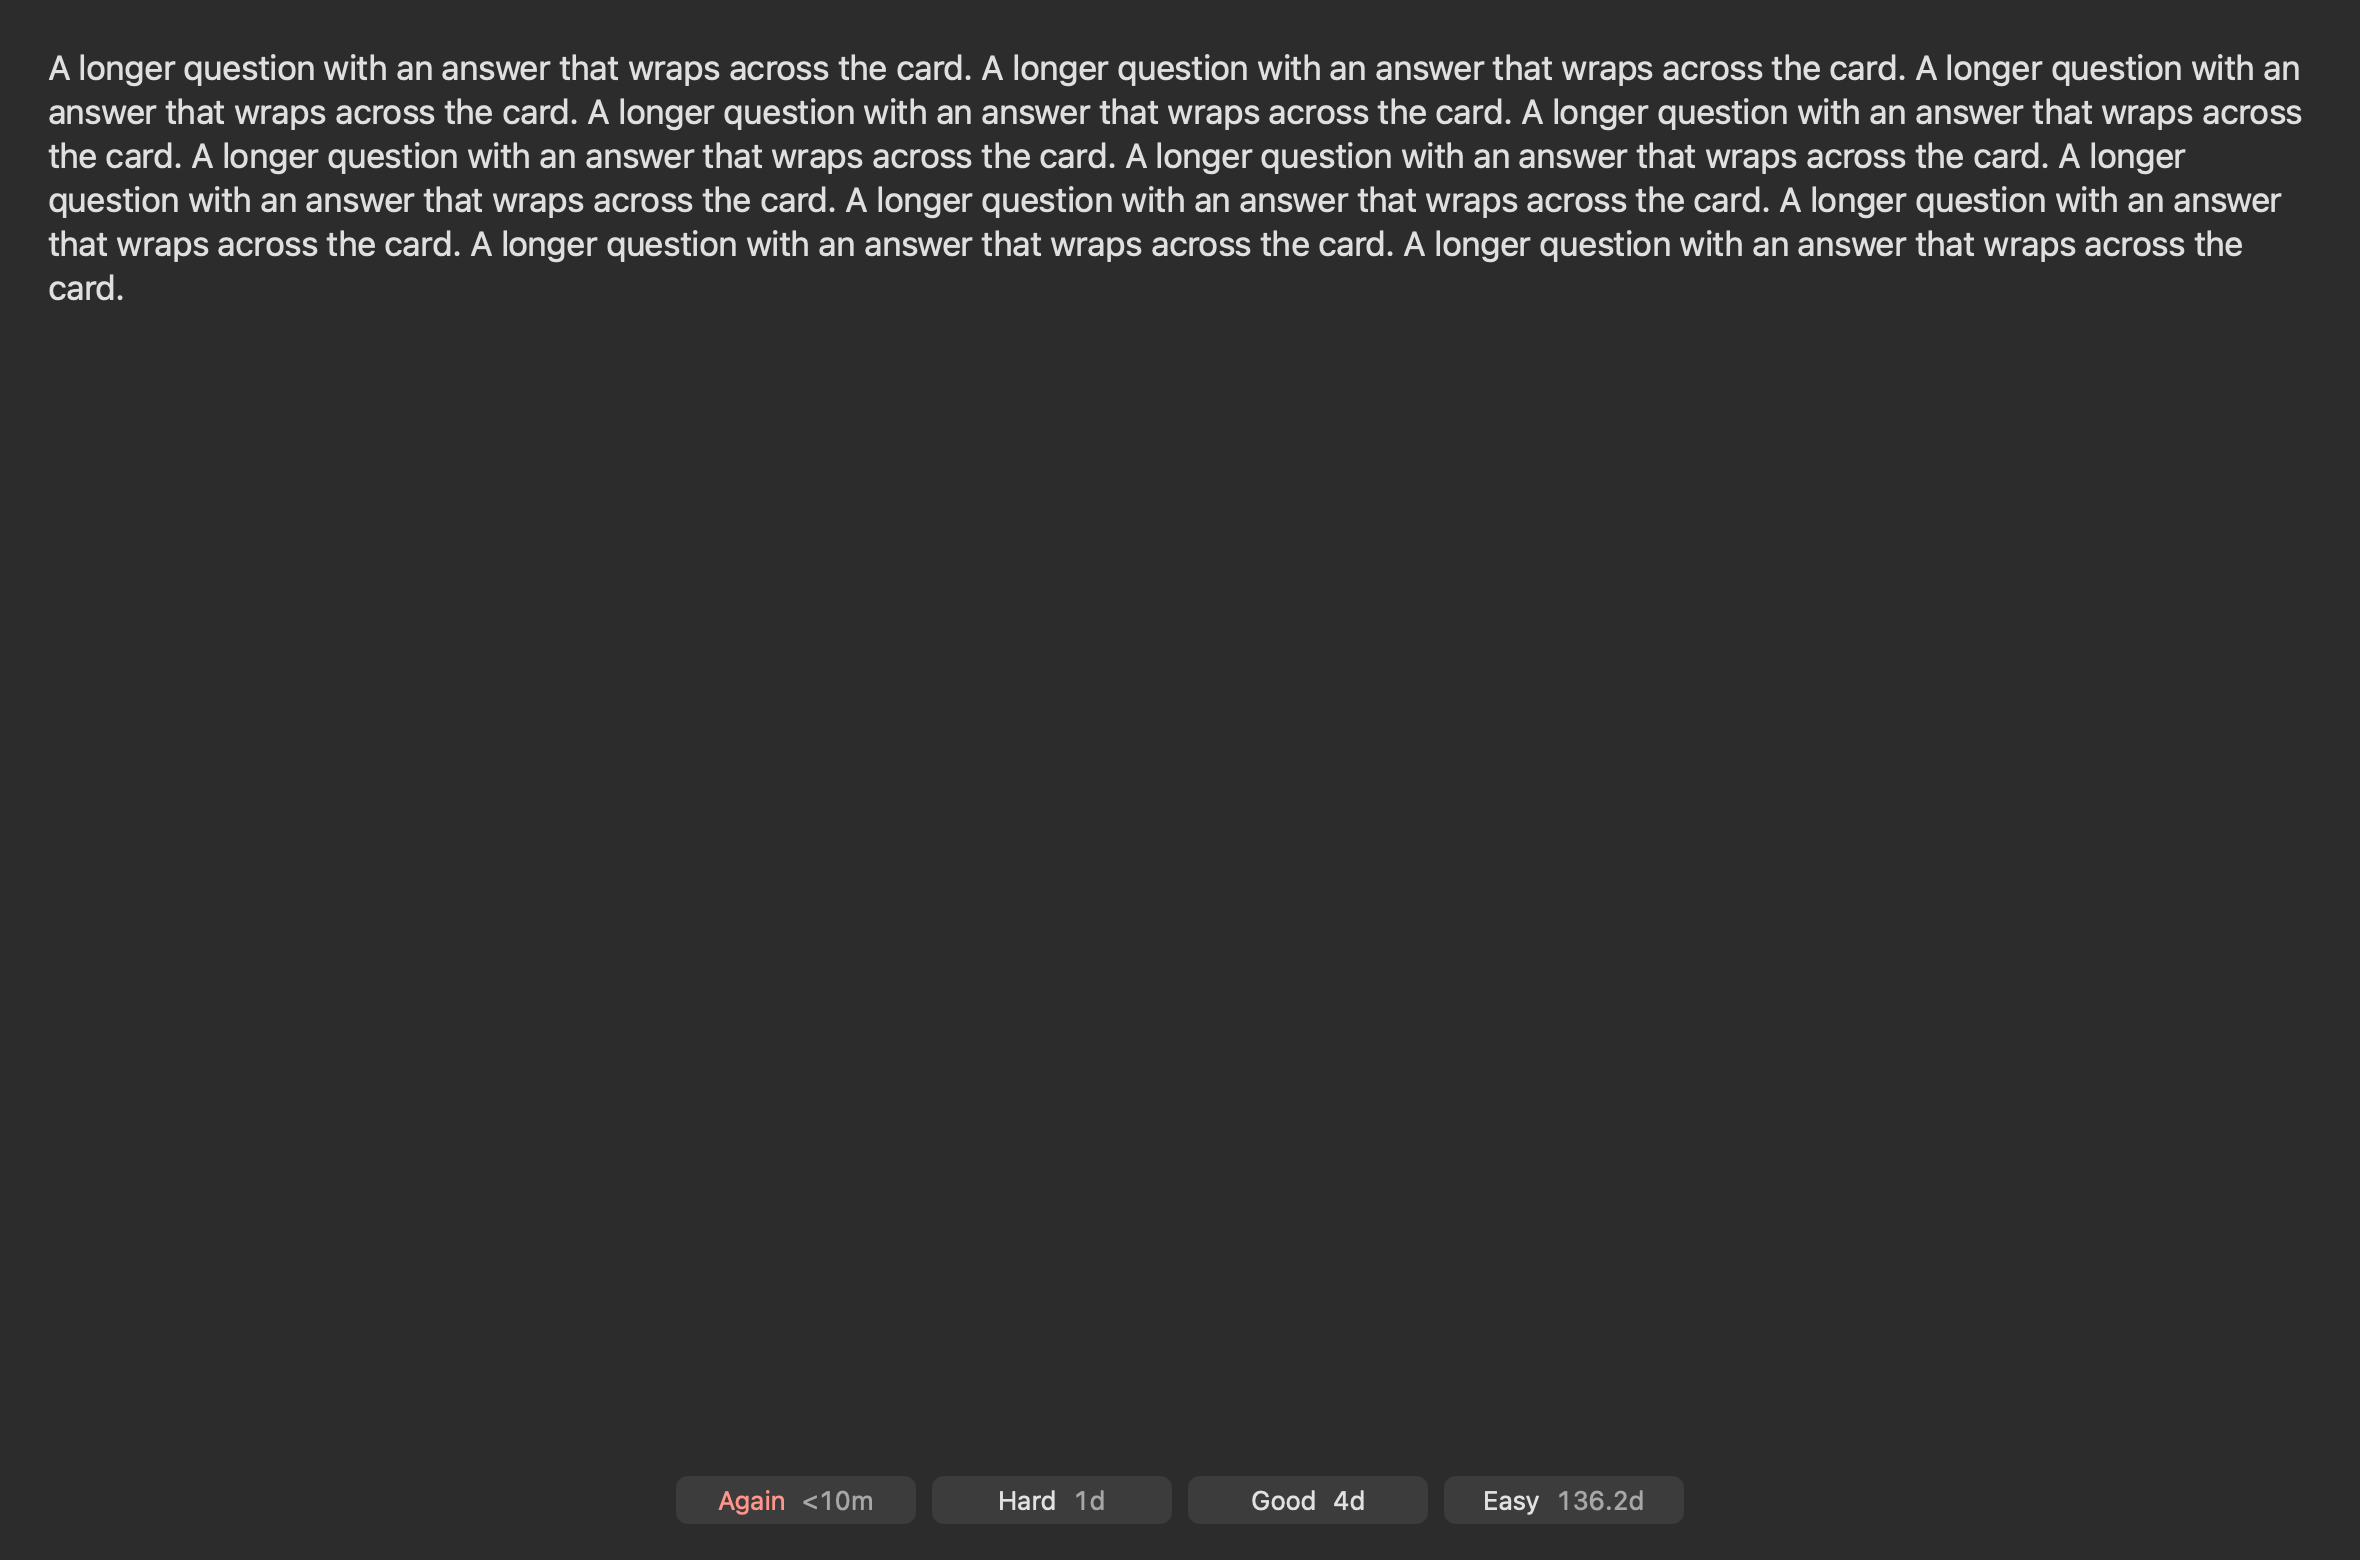 A longer question with an answer that wraps across the card. A longer question with an answer that wraps across the card. A longer question with an
answer that wraps across the card. A longer question with an answer that wraps across the card. A longer question with an answer that wraps across
the card. A longer question with an answer that wraps across the card. A longer question with an answer that wraps across the card. A longer
question with an answer that wraps across the card. A longer question with an answer that wraps across the card. A longer question with an answer
that wraps across the card. A longer question with an answer that wraps across the card. A longer question with an answer that wraps across the
card.
Again <10m Hard 1d Good 4d Easy 136.2d